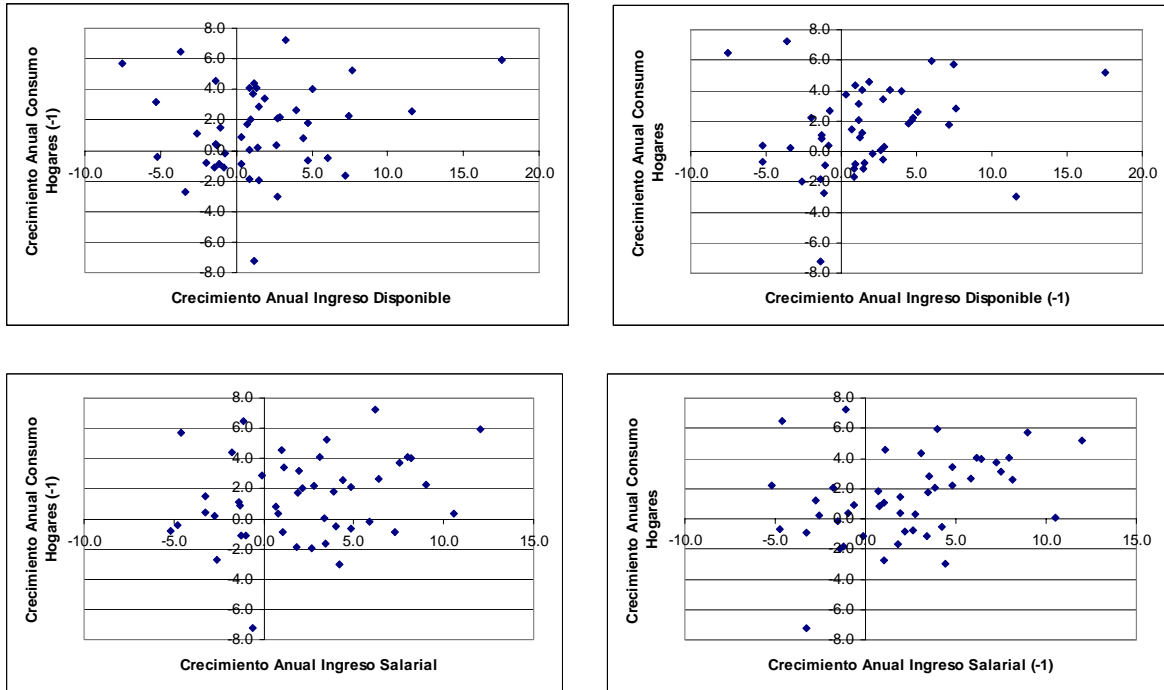 Crecimiento Anual Consumo
Hogares (-1)
8.0
6.0
4.0
2.0
0.0
-2.0
-4.0
-6.0
-8.0
-10.0 -5.0 0.0 5.0 10.0 15.0 20.0
Crecimiento Anual Ingreso Disponible
Crecimiento Anual Consumo
Hogares
8.0
6.0
4.0
2.0
0.0
-2.0
-4.0
-6.0
-8.0
-10.0 -5.0 0.0 5.0 10.0 15.0 20.0
Crecimiento Anual Ingreso Disponible (-1)
Crecimiento Anual Consumo
Hogares (-1)
8.0
6.0
4.0
2.0
0.0
-2.0
-4.0
-6.0
-8.0
-10.0 -5.0 0.0 5.0 10.0 15.0
Crecimiento Anual Ingreso Salarial
Crecimiento Anual Consumo
Hogares
8.0
6.0
4.0
2.0
0.0
-2.0
-4.0
-6.0
-8.0
-10.0 -5.0 0.0 5.0 10.0 15.0
Crecimiento Anual Ingreso Salarial (-1)